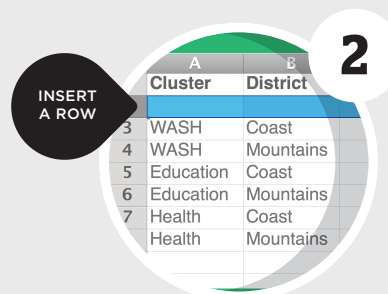 2
INSERT
A ROW
A B
Cluster District
3 WASH Coast
4 WASH Mountains
5 Education Coast
6 Education Mountains
7 Health Coast
Health Mountains